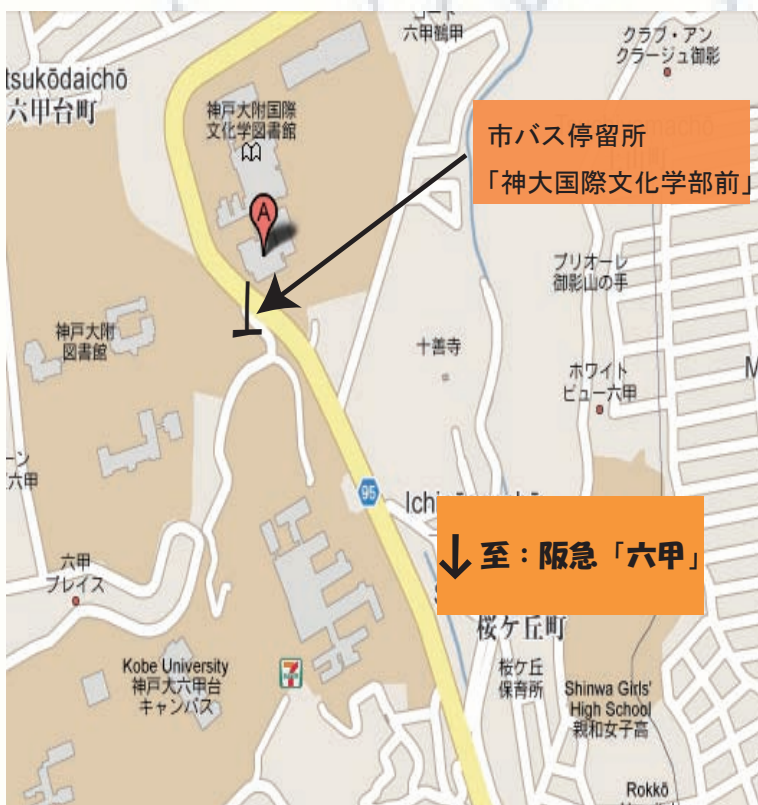 六甲鶴甲
クラブ・アン
クラージュ御影
tsukōdaichō
六甲台町
神戸大附国際
文化学図書館
A
市バス停留所
「神大国際文化学部前」
プリオーレ
御影山の手
神戸大附
図書館
十善寺
ホワイト
ビュー六甲
M
ーン
六甲
95
↓至：阪急「六甲」
六甲
プレイス
桜ケ丘町
Kobe University
神戸大六甲台
キャンパス
桜ケ丘
保育所
Shinwa Girls'
High School
親和女子高
Rokkō